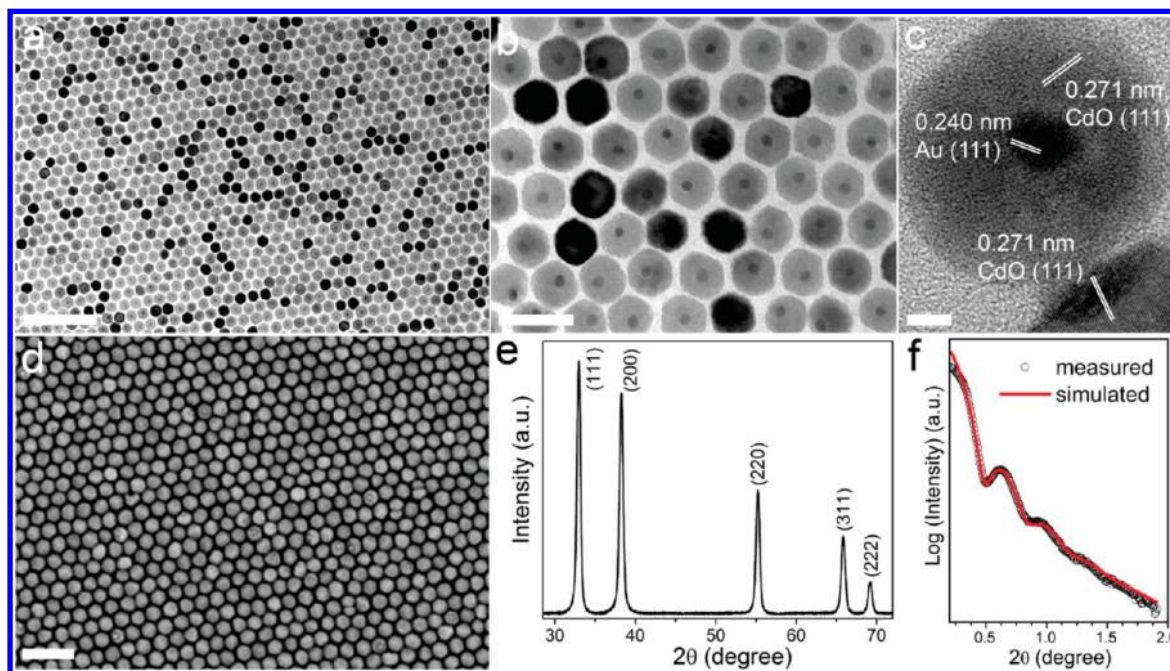 a
b
c
0.271 nm
CdO (111)
0.240 nm
Au (111)
0.271 nm
CdO (111)
d
e
Intensity (a.u.)
(111)
(200)
(220)
(311)
(222)
30 40 50 60 70
2θ (degree)
f
measured
simulated
Log (Intensity) (a.u.)
0.5 1.0 1.5 2.0
2θ (degree)